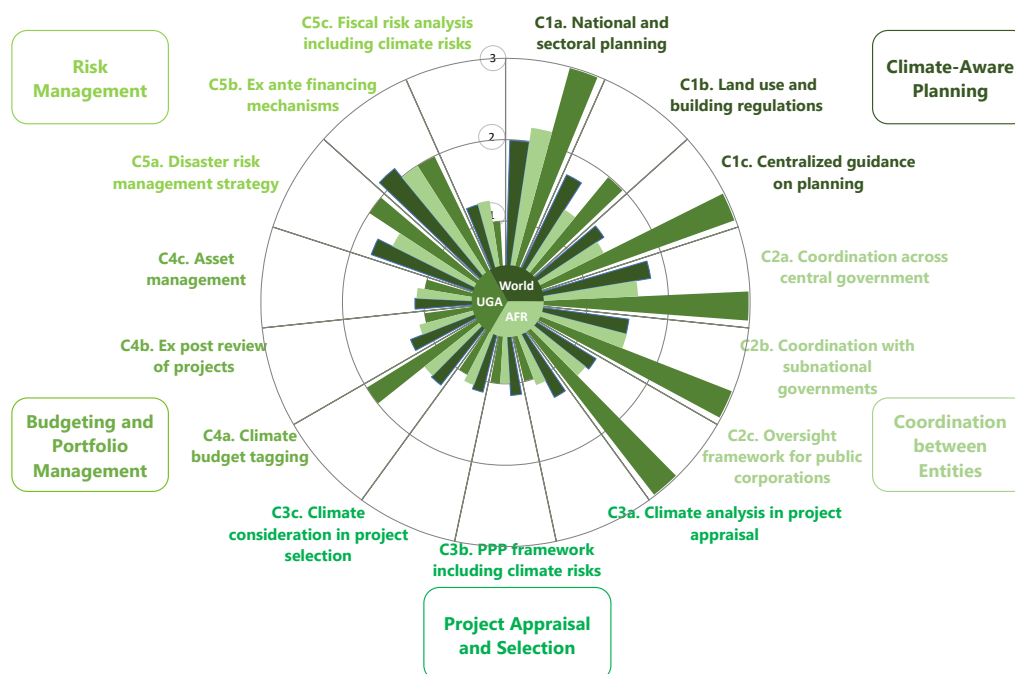 C5c. Fiscal risk analysis
including climate risks
C1a. National and
sectoral planning
Risk
Management
Climate-Aware
Planning
3
C5b. Ex ante financing
mechanisms
C1b. Land use and
building regulations
2
C5a. Disaster risk
management strategy
C1c. Centralized guidance
on planning
1
C4c. Asset
management
C2a. Coordination across
central government
World
UGA
AFR
C4b. Ex post review
of projects
C2b. Coordination with
subnational
governments
Budgeting and
Portfolio
Management
Coordination
between
Entities
C4a. Climate
budget tagging
C2c. Oversight
framework for public
corporations
C3c. Climate
consideration in project
selection
C3a. Climate analysis in project
appraisal
C3b. PPP framework
including climate risks
Project Appraisal
and Selection